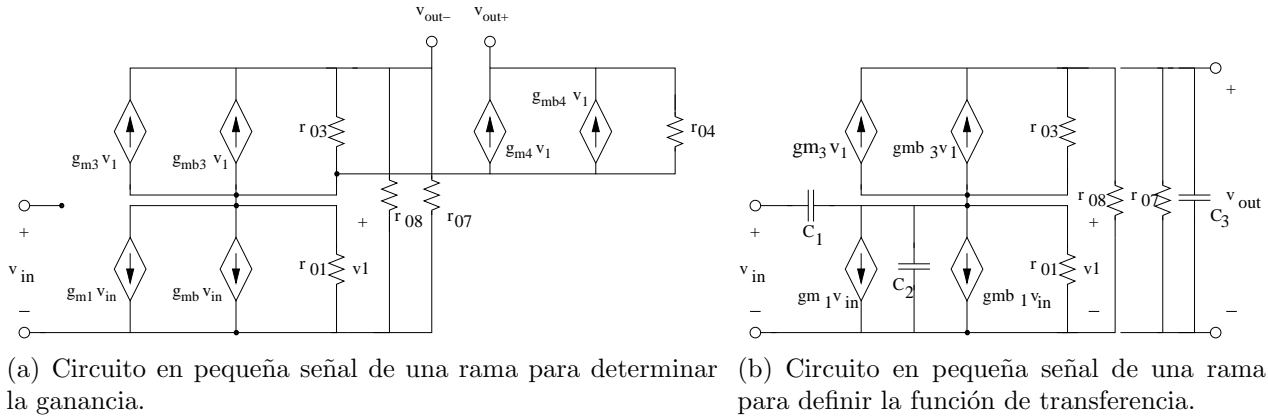 v_out− v_out+
g_m3 v_1 g_mb3 v_1 r_03 g_m4 v_1 g_mb4 v_1 r_04
+ v_in −
g_m1 v_in g_mb v_in r_01 + v1 r_08 r_07
gm_3 v_1 gmb_3 v_1 r_03 r_08 r_07 C_3 + v_out −
+ v_in − C_1
gm_1 v_in C_2 gmb_1 v_in r_01 + v1 −
(a) Circuito en pequeña señal de una rama para determinar
la ganancia.
(b) Circuito en pequeña señal de una rama
para definir la función de transferencia.